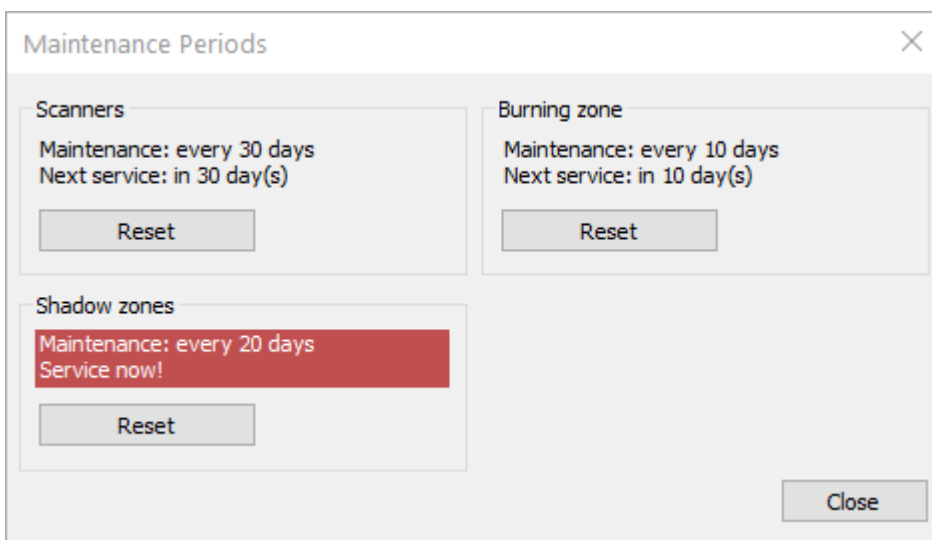 Maintenance Periods
Scanners
Maintenance: every 30 days
Next service: in 30 day(s)
Reset
Burning zone
Maintenance: every 10 days
Next service: in 10 day(s)
Reset
Shadow zones
Maintenance: every 20 days
Service now!
Reset
Close